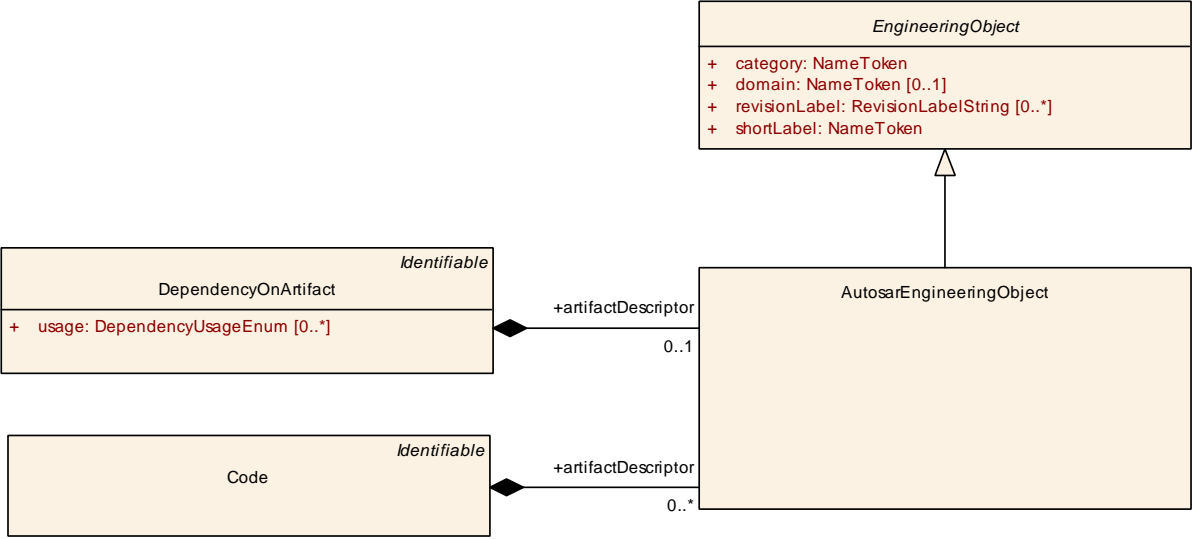 EngineeringObject
+ category: NameToken
+ domain: NameToken [0..1]
+ revisionLabel: RevisionLabelString [0..*]
+ shortLabel: NameToken
Identifiable
DependencyOnArtifact
+ usage: DependencyUsageEnum [0..*]
+artifactDescriptor
0..1
AutosarEngineeringObject
Identifiable
Code
+artifactDescriptor
0..*